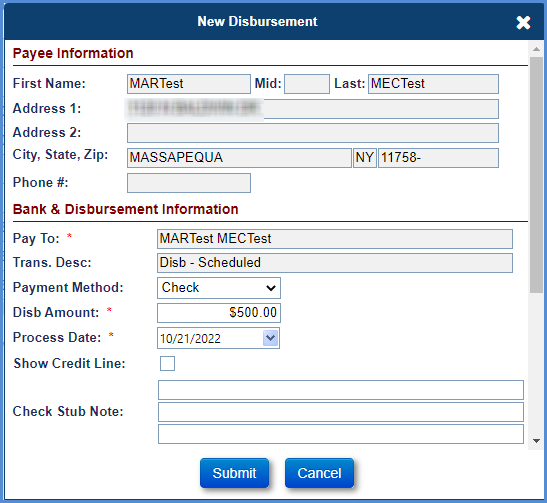 New Disbursement
Payee Information
First Name: MARTest Mid: Last: MECTest
Address 1:
Address 2:
City, State, Zip: MASSAPEQUA NY 11758-
Phone #:
Bank & Disbursement Information
Pay To: * MARTest MECTest
Trans. Desc: Disb - Scheduled
Payment Method: Check
Disb Amount: * $500.00
Process Date: * 10/21/2022
Show Credit Line:
Check Stub Note:
Submit Cancel